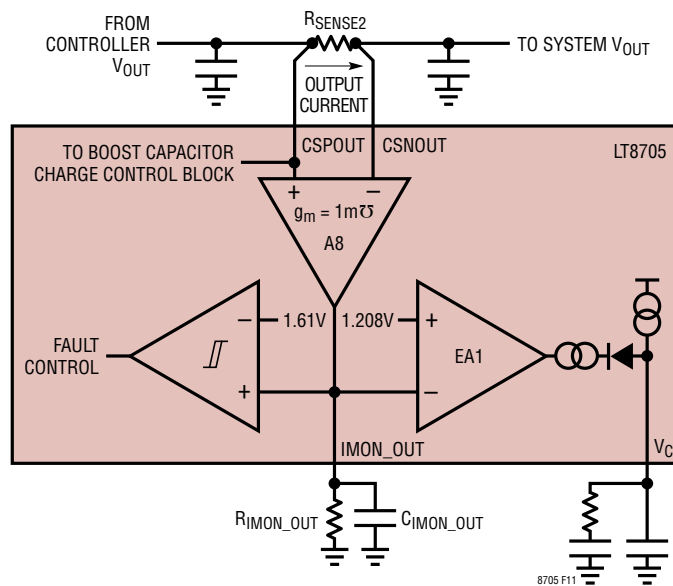 FROM
CONTROLLER
VOUT
RSENSE2
TO SYSTEM VOUT
OUTPUT
CURRENT
TO BOOST CAPACITOR
CHARGE CONTROL BLOCK
CSPOUT
CSNOUT
LT8705
+
−
gm = 1m℧
A8
FAULT
CONTROL
−
1.61V
1.208V
+
EA1
+
−
IMON_OUT
VC
RIMON_OUT
CIMON_OUT
8705 F11